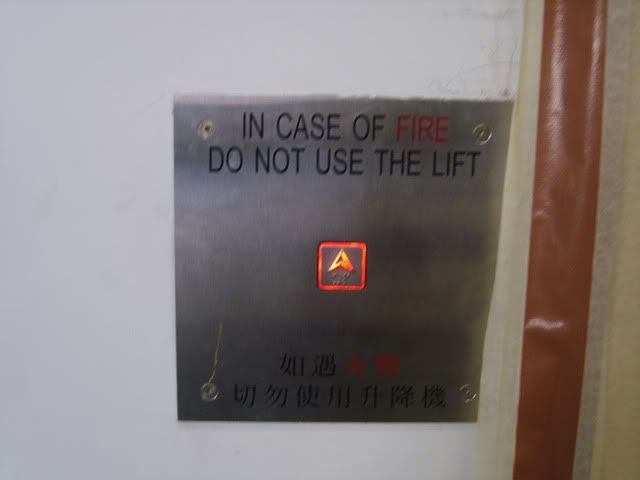 IN CASE OF FIRE
DO NOT USE THE LIFT
如遇火警
切勿使用升降機